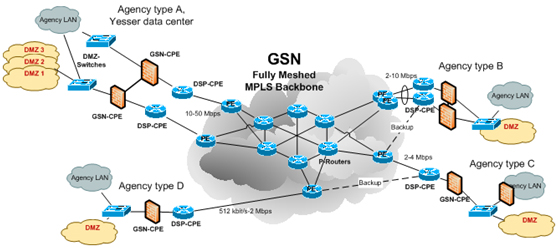 Agency type A,
Yesser data center
Agency LAN
DMZ 3
DMZ 2
DMZ 1
DMZ-
Switches
GSN-CPE
GSN-CPE
DSP-CPE
DSP-CPE
10-50 Mbps
PE
PE
GSN
Fully Meshed
MPLS Backbone
P-Routers
PE
PE
PE
PE
2-10 Mbps
DSP-CPE
Backup
Agency type B
GSN-CPE
Agency LAN
DMZ
2-4 Mbps
Agency type C
DSP-CPE
GSN-CPE
Agency LAN
DMZ
Backup
512 kbit/s-2 Mbps
Agency type D
Agency LAN
DMZ
GSN-CPE
DSP-CPE